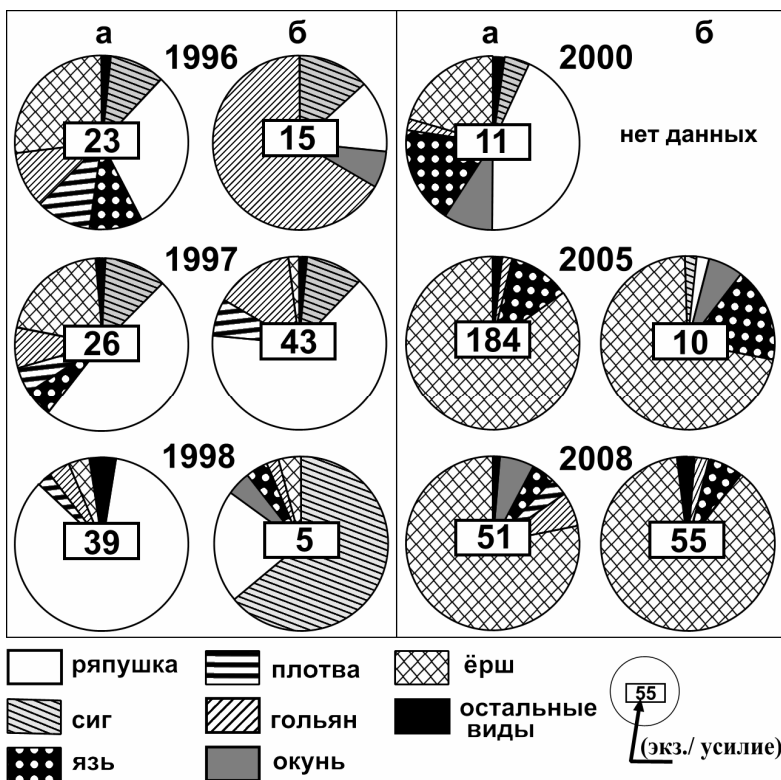 а 1996 б
23 15
1997
26 43
1998
39 5
а 2000 б
11 нет данных
2005
184 10
2008
51 55
ряпушка плотва ёрш
сиг гольян остальные виды
язь окунь
55
(экз./ усилие)